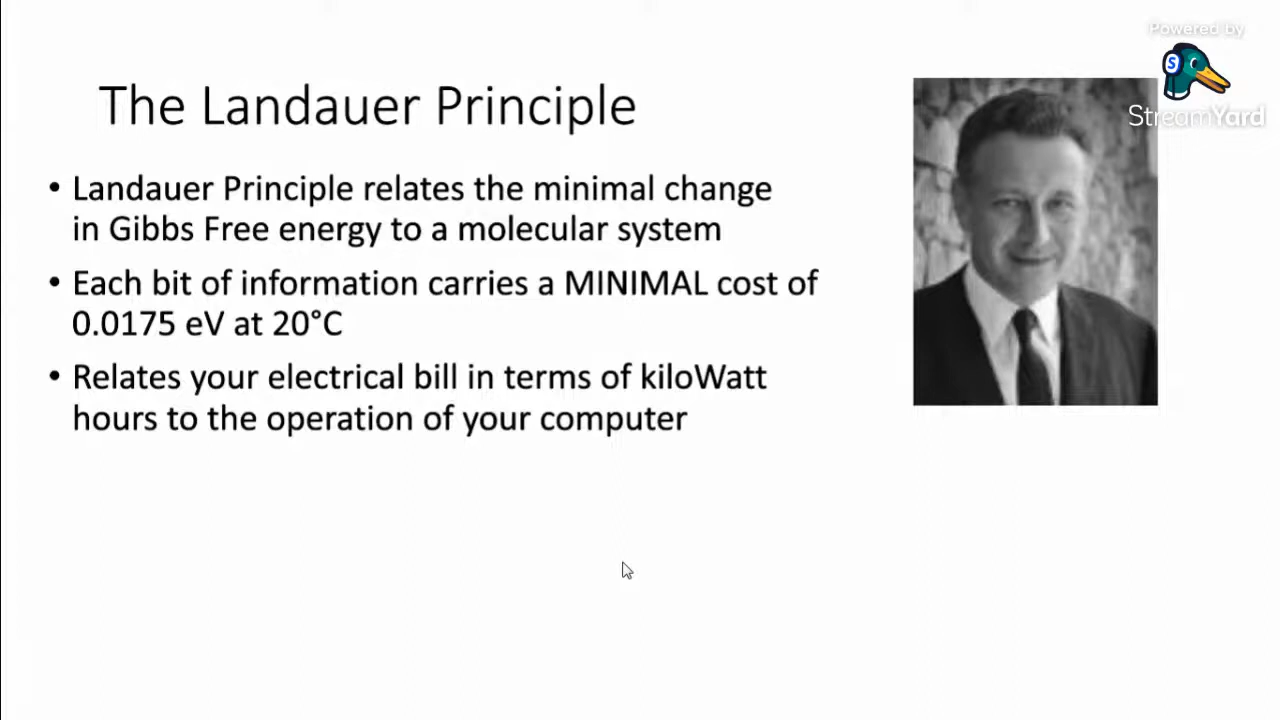 Powered by
S
StreamYard
The Landauer Principle
• Landauer Principle relates the minimal change
in Gibbs Free energy to a molecular system
• Each bit of information carries a MINIMAL cost of
0.0175 eV at 20°C
• Relates your electrical bill in terms of kiloWatt
hours to the operation of your computer